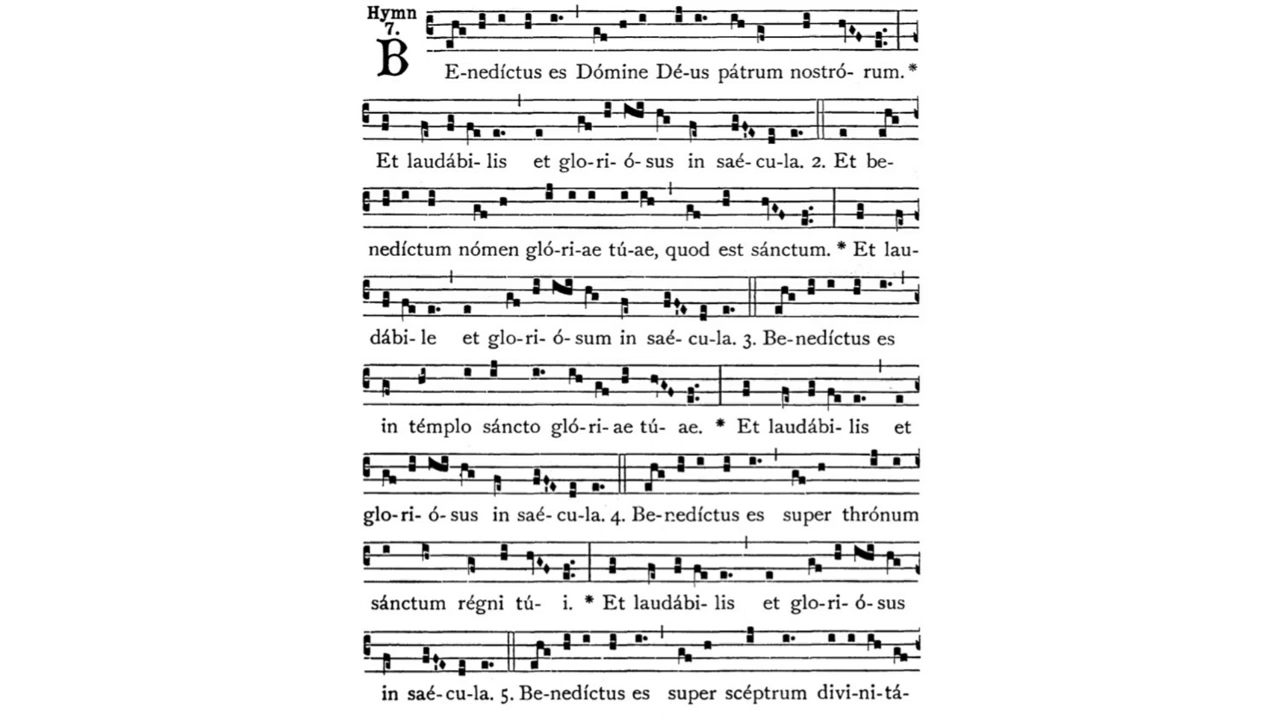 Hymn
7.
B
E-nedíctus es Dómine Dé-us pátrum nostró- rum.*
Et laudábi- lis et glo-ri- ó- sus in saé- cu-la. 2. Et be-
nedíctum nómen gló-ri-ae tú-ae, quod est sánctum. * Et lau-
dábi- le et glo-ri- ó- sum in saé- cu-la. 3. Be-nedíctus es
in témplo sáncto gló-ri- ae tú- ae. * Et laudábi- lis et
glo-ri- ó- sus in saé- cu-la. 4. Be-nedíctus es super thrónum
sánctum régni tú- i. * Et laudábi- lis et glo-ri- ó- sus
in saé-cu-la. 5. Be-nedíctus es super scéptrum divi-ni-tá-